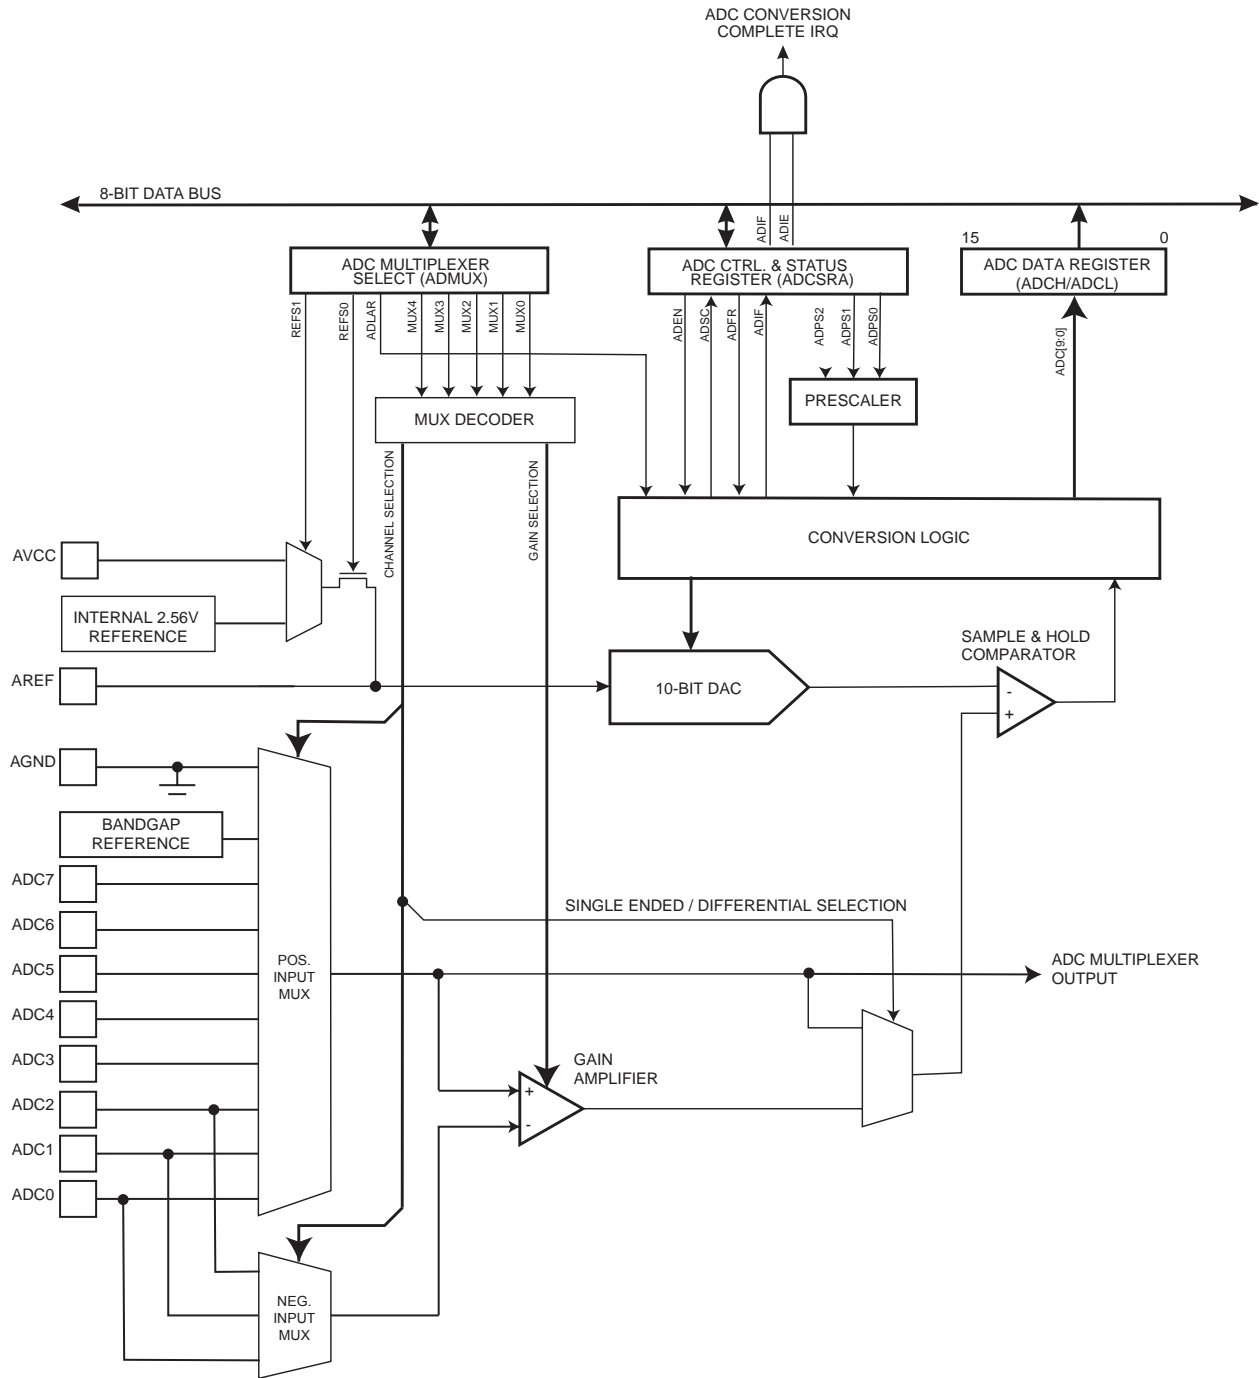 ADC CONVERSION
COMPLETE IRQ
8-BIT DATA BUS
ADIF
ADIE
15
0
ADC MULTIPLEXER
SELECT (ADMUX)
ADC CTRL. & STATUS
REGISTER (ADCSRA)
ADC DATA REGISTER
(ADCH/ADCL)
REFS1
REFS0
ADLAR
MUX4
MUX3
MUX2
MUX1
MUX0
ADEN
ADSC
ADFR
ADIF
ADPS2
ADPS1
ADPS0
ADC[9:0]
PRESCALER
MUX DECODER
CHANNEL SELECTION
GAIN SELECTION
CONVERSION LOGIC
AVCC
INTERNAL 2.56V
REFERENCE
SAMPLE & HOLD
COMPARATOR
AREF
10-BIT DAC
-
+
AGND
BANDGAP
REFERENCE
ADC7
SINGLE ENDED / DIFFERENTIAL SELECTION
ADC6
ADC5
POS.
INPUT
MUX
ADC MULTIPLEXER
OUTPUT
ADC4
ADC3
GAIN
AMPLIFIER
+
-
ADC2
ADC1
ADC0
NEG.
INPUT
MUX